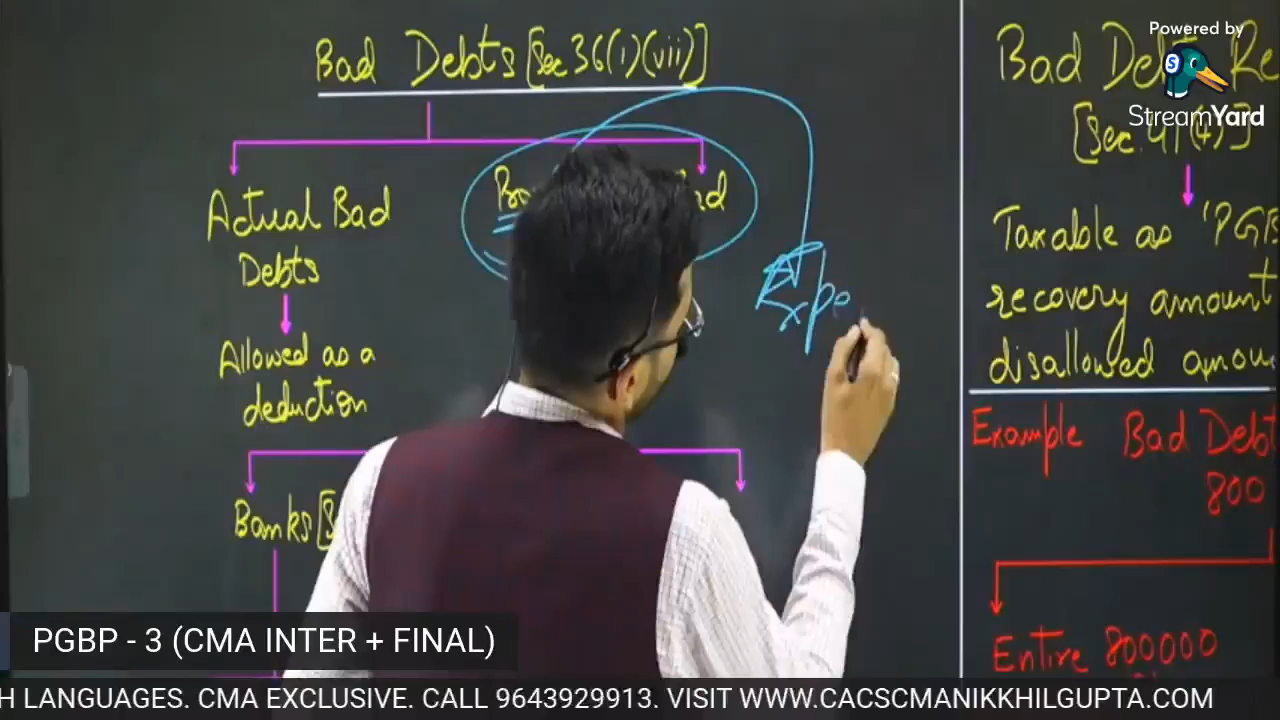 Bad Debts [Sec 36(1)(vii)]
Actual Bad
Debts
Allowed as a
deduction
Banks
Bad Debt Re
[Sec. 41(4)]
Taxable as 'PGB
recovery amount
disallowed amou
Example Bad Debt
800
Entire 800000
Powered by
StreamYard
PGBP - 3 (CMA INTER + FINAL)
H LANGUAGES. CMA EXCLUSIVE. CALL 9643929913. VISIT WWW.CACSCMANIKKHILGUPTA.COM